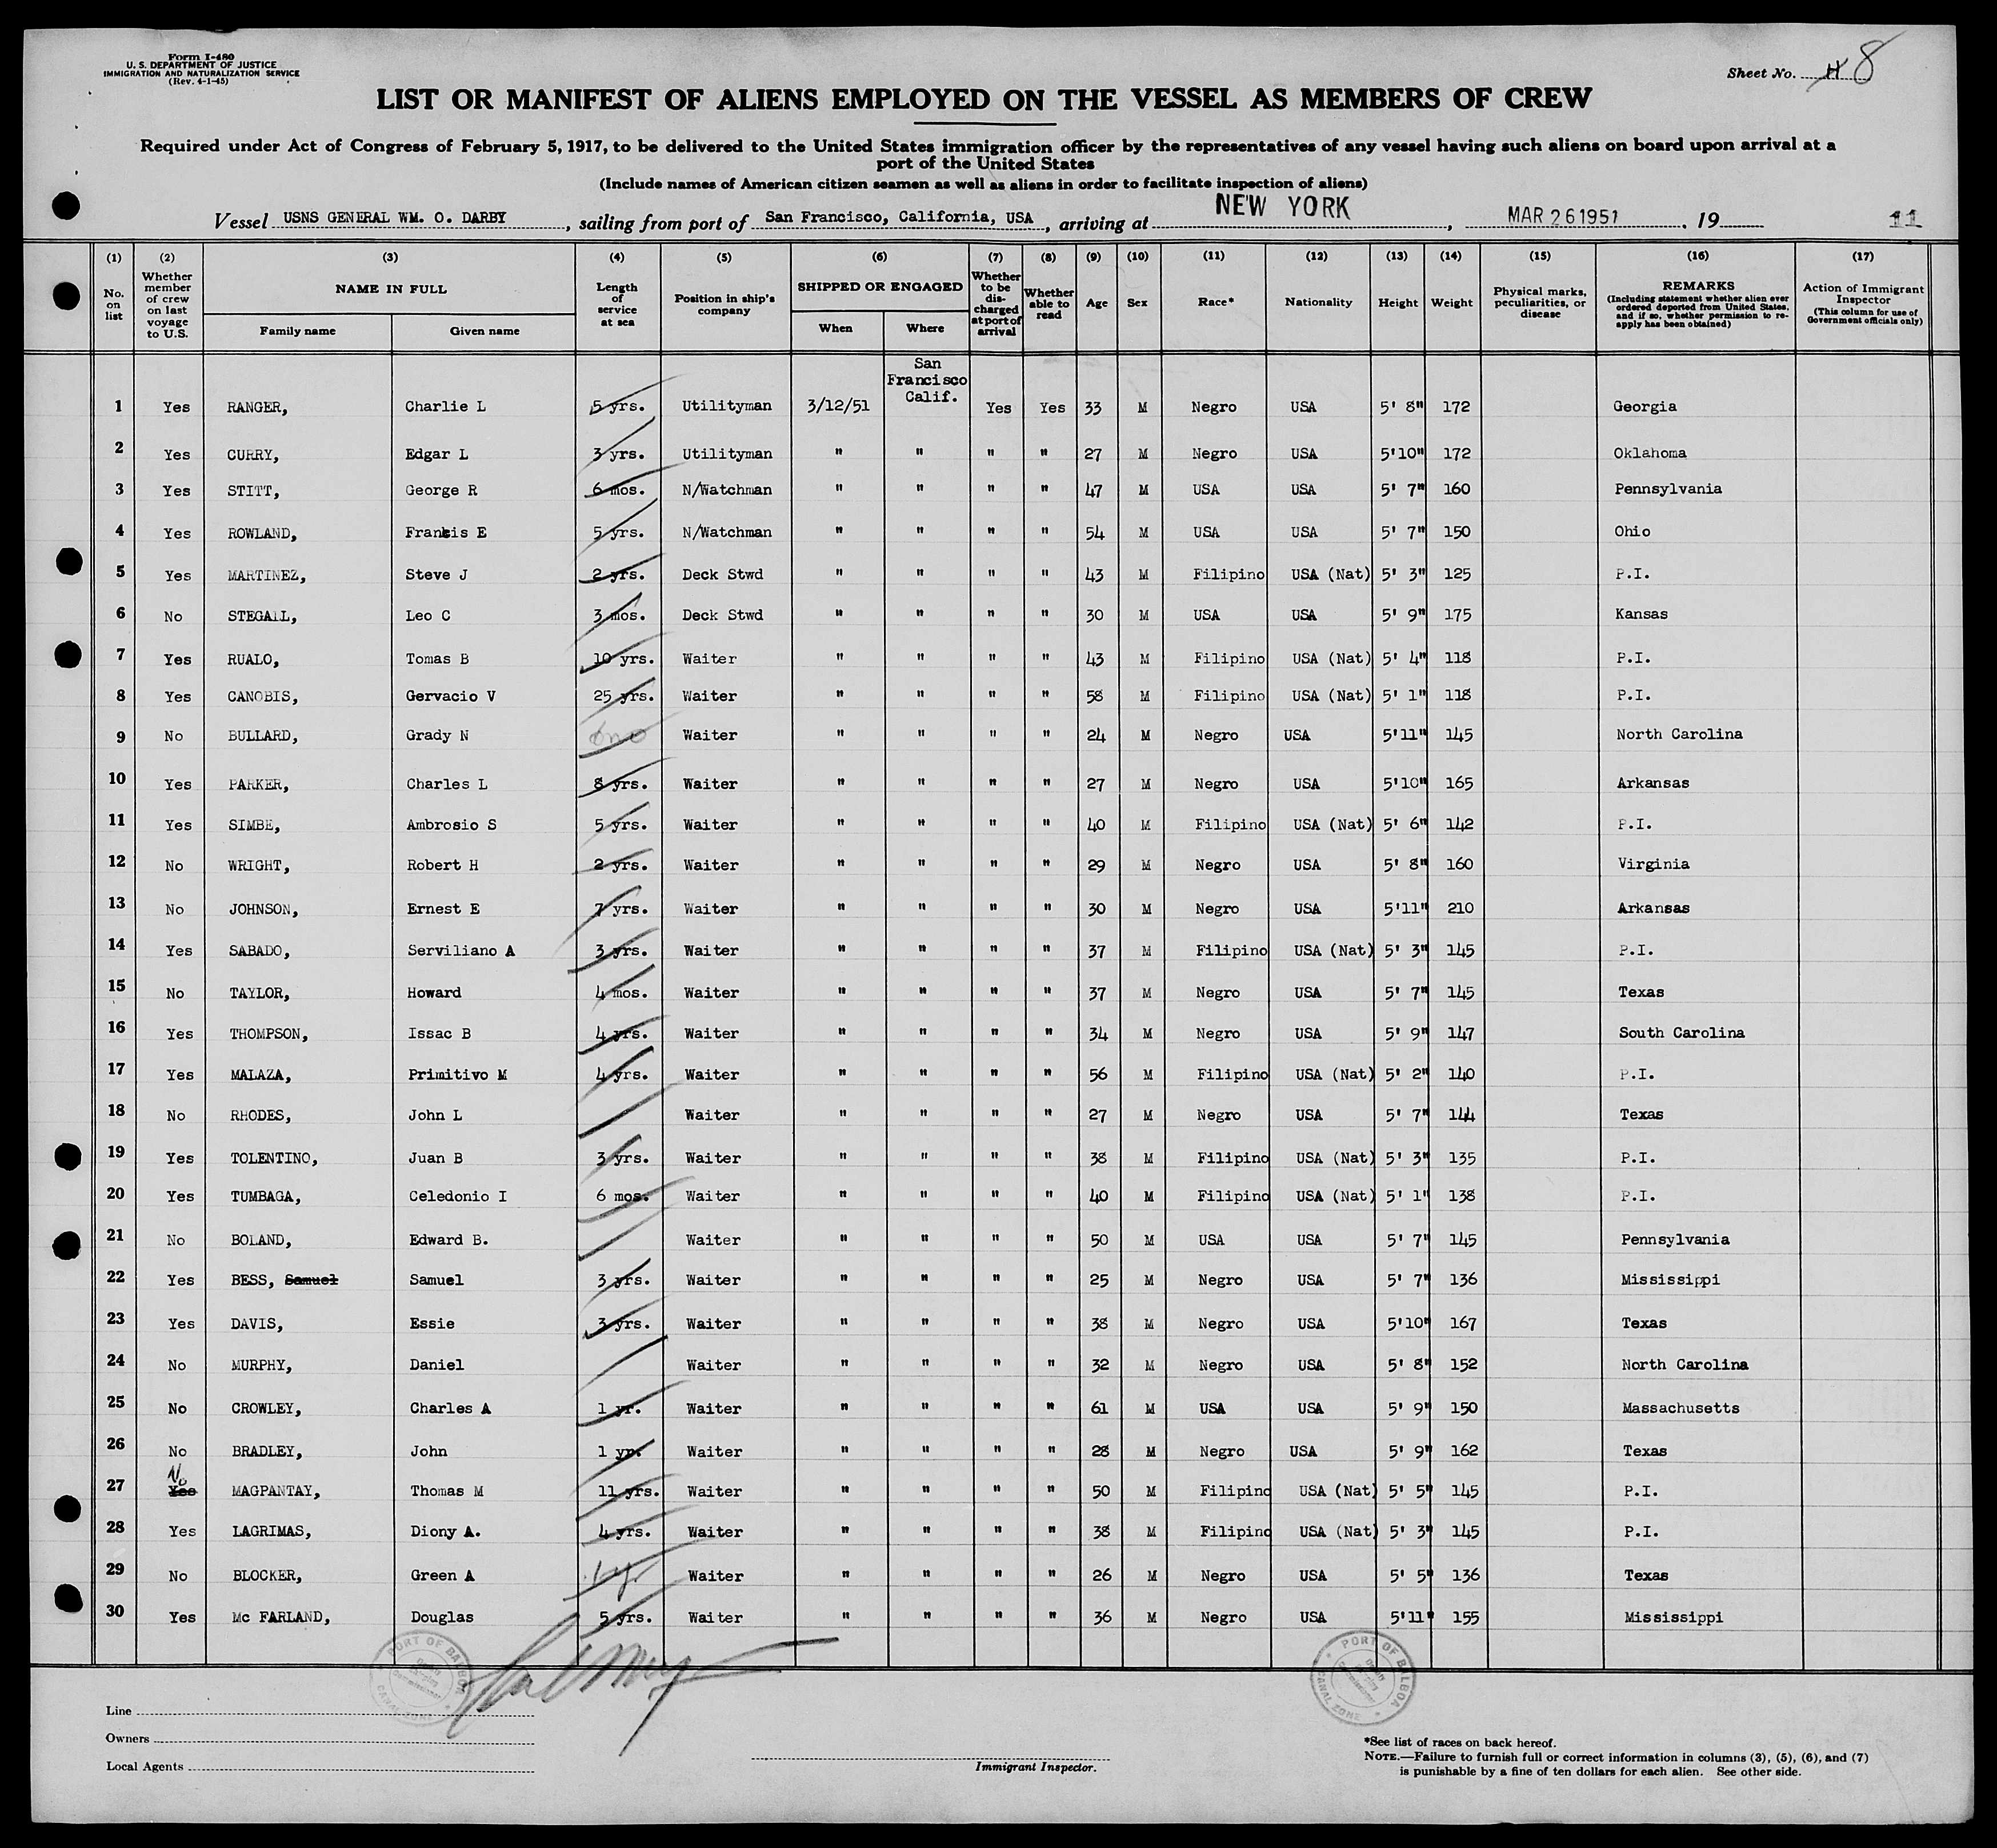 Form I-480
U. S. DEPARTMENT OF JUSTICE
IMMIGRATION AND NATURALIZATION SERVICE
(Rev. 4-1-45)
Sheet No. 8
LIST OR MANIFEST OF ALIENS EMPLOYED ON THE VESSEL AS MEMBERS OF CREW
Required under Act of Congress of February 5, 1917, to be delivered to the United States immigration officer by the representatives of any vessel having such aliens on board upon arrival at a
port of the United States
(Include names of American citizen seamen as well as aliens in order to facilitate inspection of aliens)
Vessel USNS GENERAL WM. O. DARBY, sailing from port of San Francisco, California, USA, arriving at NEW YORK, MAR 26 1951, 19 11
(1) (2) (3) (4) (5) (6) (7) (8) (9) (10) (11) (12) (13) (14) (15) (16) (17)
No. on list
Whether member of crew on last voyage to U.S.
NAME IN FULL
Family name Given name
Length of service at sea
Position in ship's company
SHIPPED OR ENGAGED
When Where
Whether to be discharged at port of arrival
Whether able to read
Age
Sex
Race*
Nationality
Height
Weight
Physical marks, peculiarities, or disease
REMARKS
(Including statement whether alien ever ordered deported from United States, and if so, whether permission to reapply has been obtained)
Action of Immigrant Inspector
(This column for use of Government officials only)
1 Yes RANGER, Charlie L 5 yrs. Utilityman 3/12/51 San Francisco Calif. Yes Yes 33 M Negro USA 5' 8" 172 Georgia
2 Yes CURRY, Edgar L 3 yrs. Utilityman " " " " 27 M Negro USA 5'10" 172 Oklahoma
3 Yes STITT, George R 6 mos. N/Watchman " " " " 47 M USA USA 5' 7" 160 Pennsylvania
4 Yes ROWLAND, Francis E 5 yrs. N/Watchman " " " " 54 M USA USA 5' 7" 150 Ohio
5 Yes MARTINEZ, Steve J 2 yrs. Deck Stwd " " " " 43 M Filipino USA (Nat) 5' 3" 125 P.I.
6 No STEGALL, Leo C 3 mos. Deck Stwd " " " " 30 M USA USA 5' 9" 175 Kansas
7 Yes RUALO, Tomas B 10 yrs. Waiter " " " " 43 M Filipino USA (Nat) 5' 4" 118 P.I.
8 Yes CANOBIS, Gervacio V 25 yrs. Waiter " " " " 58 M Filipino USA (Nat) 5' 1" 118 P.I.
9 No BULLARD, Grady N Waiter " " " " 24 M Negro USA 5'11" 145 North Carolina
10 Yes PARKER, Charles L 8 yrs. Waiter " " " " 27 M Negro USA 5'10" 165 Arkansas
11 Yes SIMBE, Ambrosio S 5 yrs. Waiter " " " " 40 M Filipino USA (Nat) 5' 6" 142 P.I.
12 No WRIGHT, Robert H 2 yrs. Waiter " " " " 29 M Negro USA 5' 8" 160 Virginia
13 No JOHNSON, Ernest E 7 yrs. Waiter " " " " 30 M Negro USA 5'11" 210 Arkansas
14 Yes SABADO, Serviliano A 3 yrs. Waiter " " " " 37 M Filipino USA (Nat) 5' 3" 145 P.I.
15 No TAYLOR, Howard 4 mos. Waiter " " " " 37 M Negro USA 5' 7" 145 Texas
16 Yes THOMPSON, Issac B 4 yrs. Waiter " " " " 34 M Negro USA 5' 9" 147 South Carolina
17 Yes MALAZA, Primitivo M 4 yrs. Waiter " " " " 56 M Filipino USA (Nat) 5' 2" 140 P.I.
18 No RHODES, John L Waiter " " " " 27 M Negro USA 5' 7" 144 Texas
19 Yes TOLENTINO, Juan B 3 yrs. Waiter " " " " 38 M Filipino USA (Nat) 5' 3" 135 P.I.
20 Yes TUMBAGA, Celedonio I 6 mos. Waiter " " " " 40 M Filipino USA (Nat) 5' 1" 138 P.I.
21 No BOLAND, Edward B. Waiter " " " " 50 M USA USA 5' 7" 145 Pennsylvania
22 Yes BESS, Samuel Samuel 3 yrs. Waiter " " " " 25 M Negro USA 5' 7" 136 Mississippi
23 Yes DAVIS, Essie 3 yrs. Waiter " " " " 38 M Negro USA 5'10" 167 Texas
24 No MURPHY, Daniel Waiter " " " " 32 M Negro USA 5' 8" 152 North Carolina
25 No CROWLEY, Charles A 1 yr. Waiter " " " " 61 M USA USA 5' 9" 150 Massachusetts
26 No BRADLEY, John 1 yr. Waiter " " " " 28 M Negro USA 5' 9" 162 Texas
27 Yes No MAGPANTAY, Thomas M 11 yrs. Waiter " " " " 50 M Filipino USA (Nat) 5' 5" 145 P.I.
28 Yes LAGRIMAS, Diony A. 4 yrs. Waiter " " " " 38 M Filipino USA (Nat) 5' 3" 145 P.I.
29 No BLOCKER, Green A Waiter " " " " 26 M Negro USA 5' 5" 136 Texas
30 Yes Mc FARLAND, Douglas 5 yrs. Waiter " " " " 36 M Negro USA 5'11" 155 Mississippi
PORT OF BALBOA CANAL ZONE Deputy Shipping Commissioner
PORT OF BALBOA CANAL ZONE Deputy Shipping Commissioner
Line
Owners
Local Agents
Immigrant Inspector.
*See list of races on back hereof.
NOTE.—Failure to furnish full or correct information in columns (3), (5), (6), and (7)
is punishable by a fine of ten dollars for each alien. See other side.